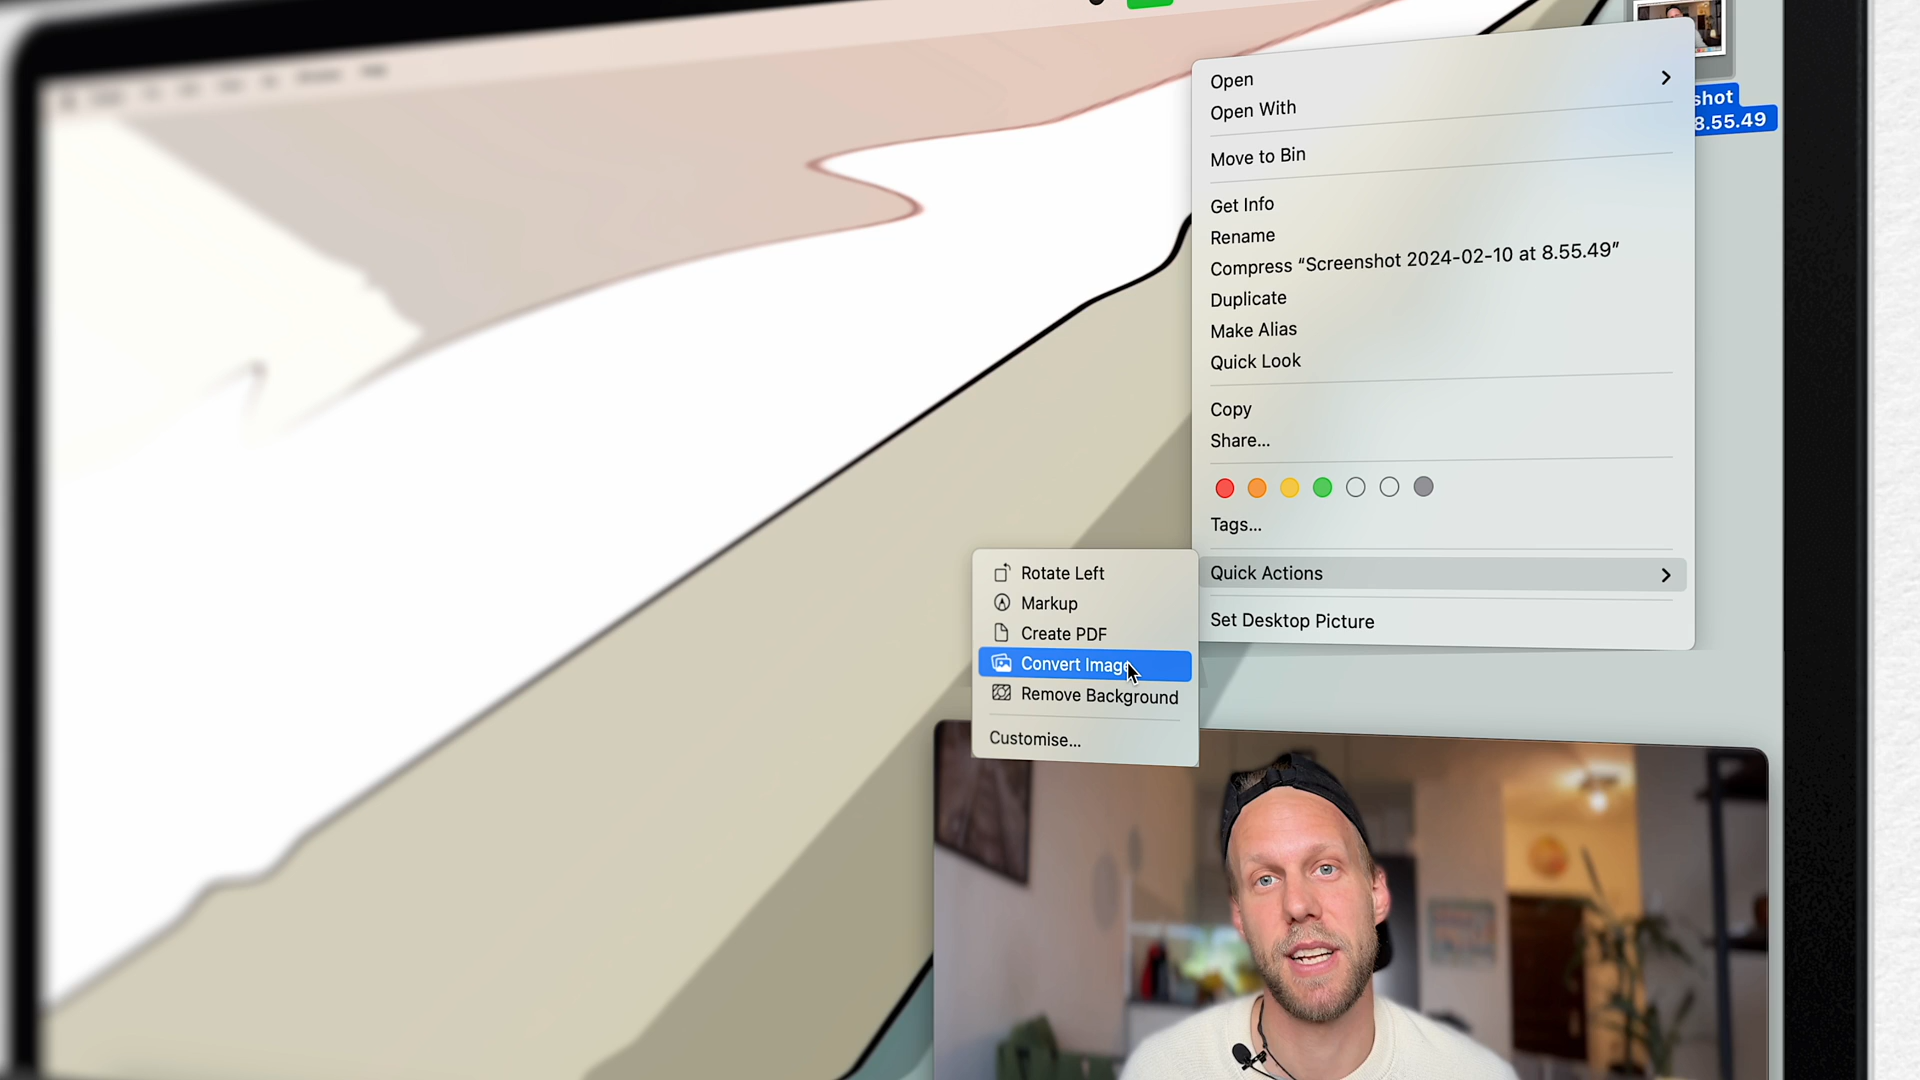 Open
Open With
shot
8.55.49
Move to Bin
Get Info
Rename
Compress “Screenshot 2024-02-10 at 8.55.49”
Duplicate
Make Alias
Quick Look
Copy
Share...
Tags...
Quick Actions
Set Desktop Picture
Rotate Left
Markup
Create PDF
Convert Image
Remove Background
Customise...